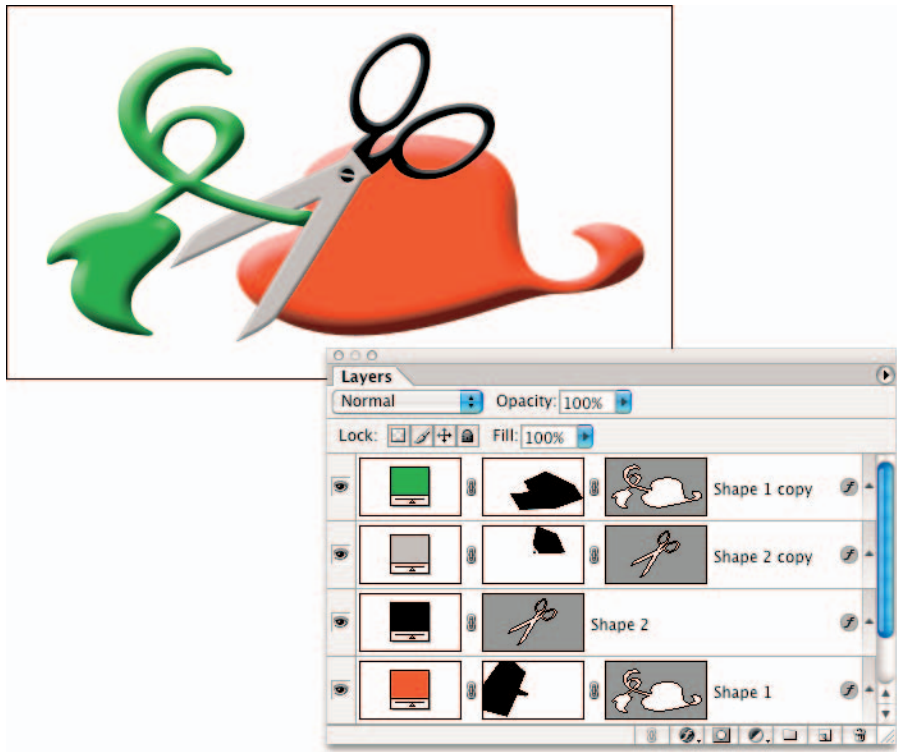 Layers
Normal Opacity: 100%
Lock: Fill: 100%
Shape 1 copy
Shape 2 copy
Shape 2
Shape 1